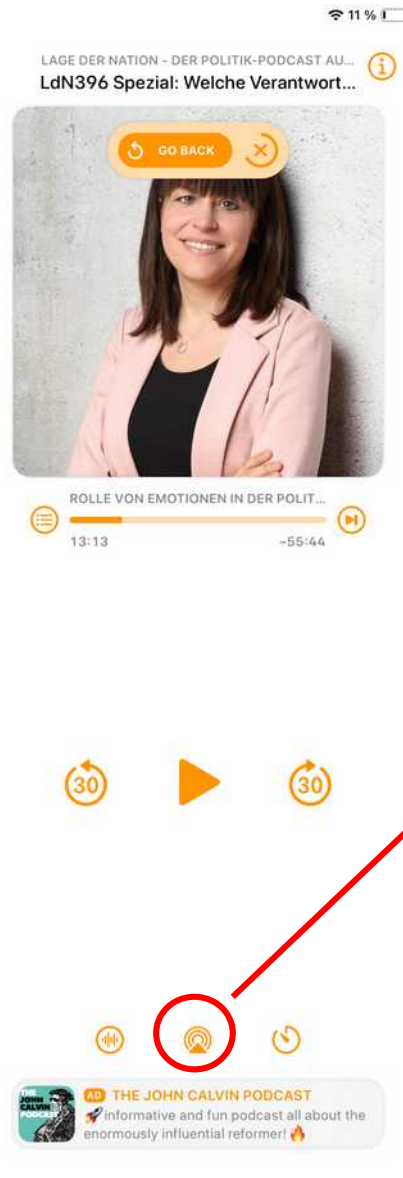 11 %
LAGE DER NATION - DER POLITIK-PODCAST AU...
LdN396 Spezial: Welche Verantwort...
GO BACK
ROLLE VON EMOTIONEN IN DER POLIT...
13:13 -55:44
30 30
THE JOHN CALVIN PODCAST
AD THE JOHN CALVIN PODCAST
🚀informative and fun podcast all about the
enormously influential reformer!🔥